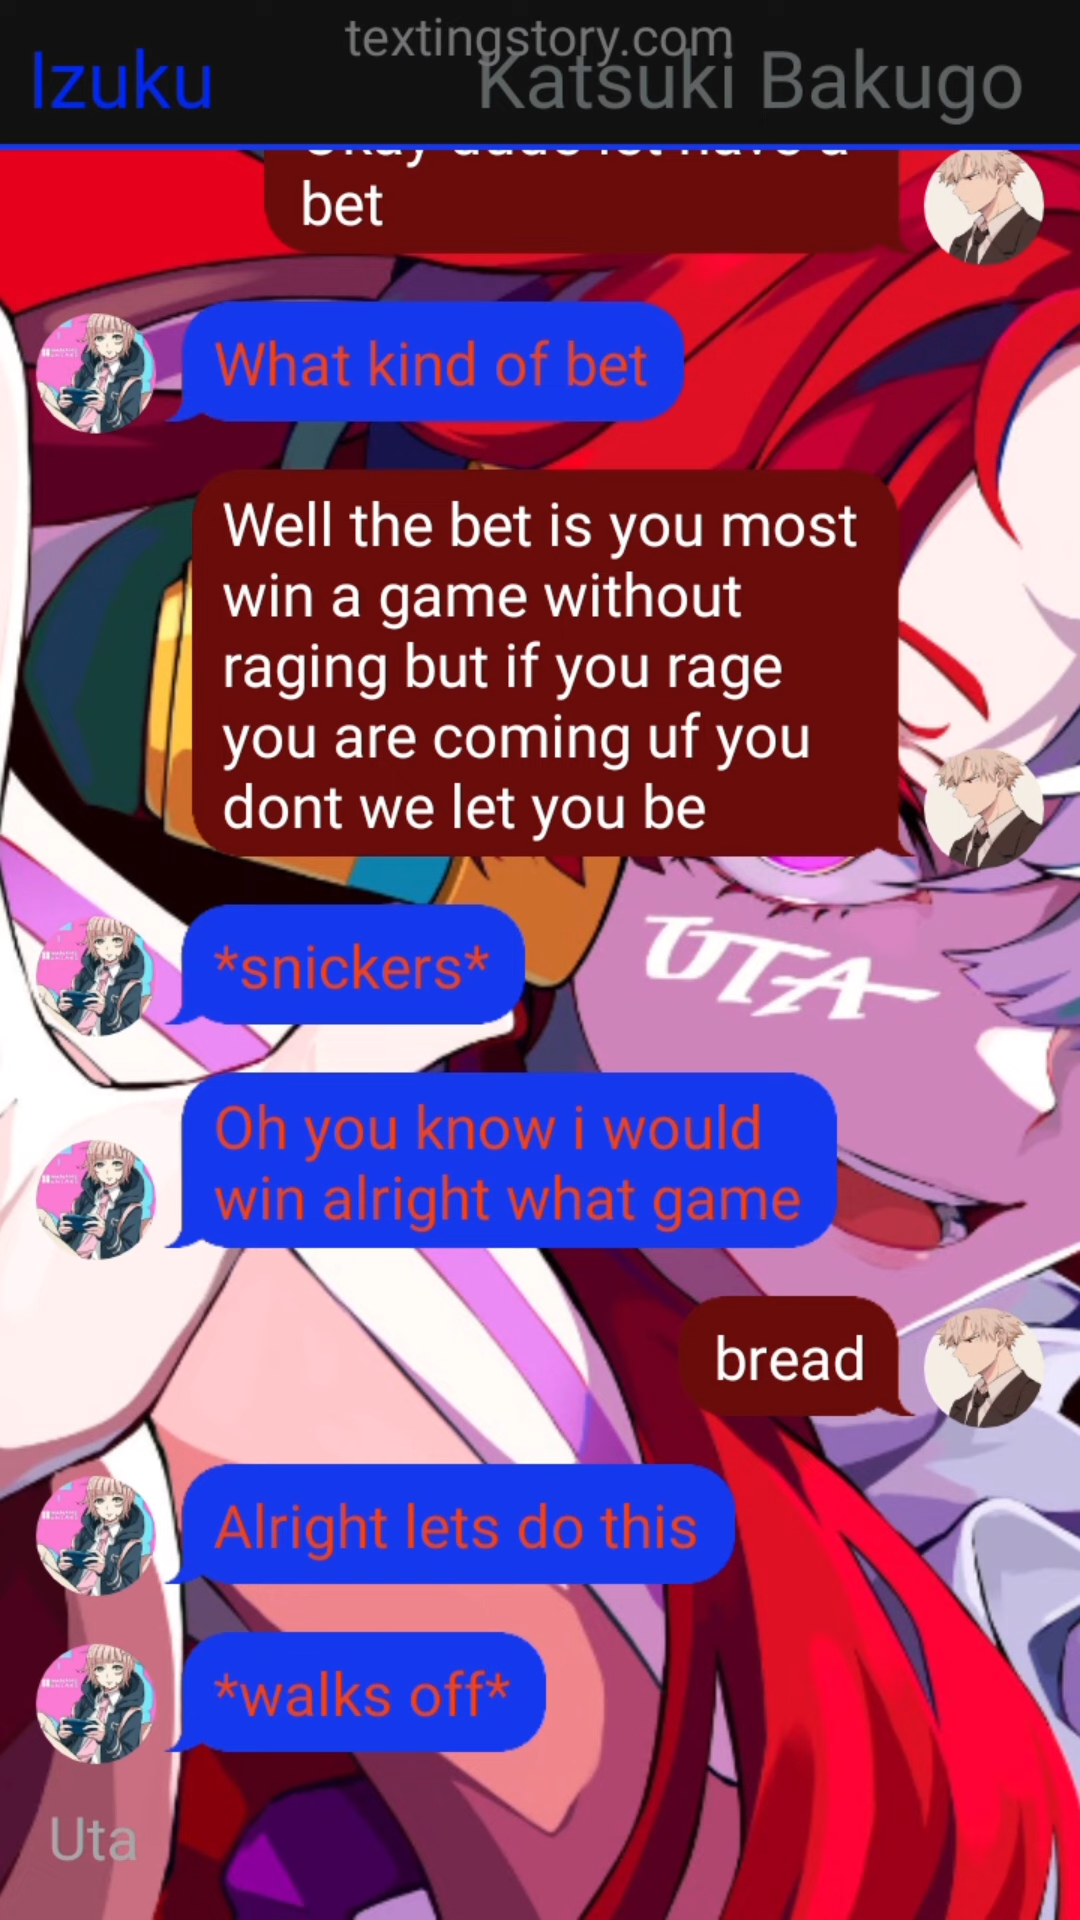 textingstory.com
Izuku
Katsuki Bakugo
bet
What kind of bet
Well the bet is you most
win a game without
raging but if you rage
you are coming uf you
dont we let you be
*snickers*
UTA
Oh you know i would
win alright what game
bread
Alright lets do this
*walks off*
Uta